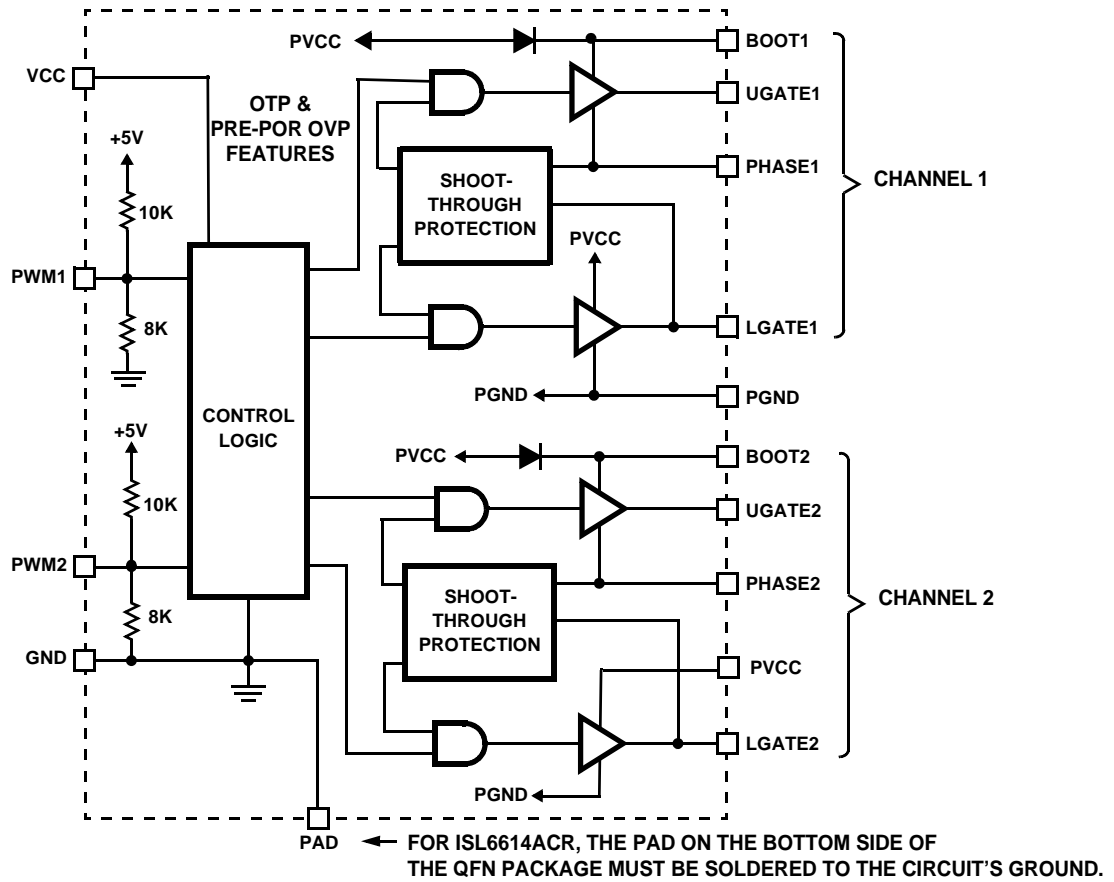 PVCC
BOOT1
VCC
OTP &
PRE-POR OVP
FEATURES
UGATE1
+5V
10K
SHOOT-
THROUGH
PROTECTION
PHASE1
CHANNEL 1
PVCC
PWM1
8K
LGATE1
PGND
PGND
CONTROL
LOGIC
+5V
PVCC
BOOT2
10K
UGATE2
PWM2
SHOOT-
THROUGH
PROTECTION
PHASE2
CHANNEL 2
8K
GND
PVCC
LGATE2
PGND
PAD
FOR ISL6614ACR, THE PAD ON THE BOTTOM SIDE OF
THE QFN PACKAGE MUST BE SOLDERED TO THE CIRCUIT'S GROUND.